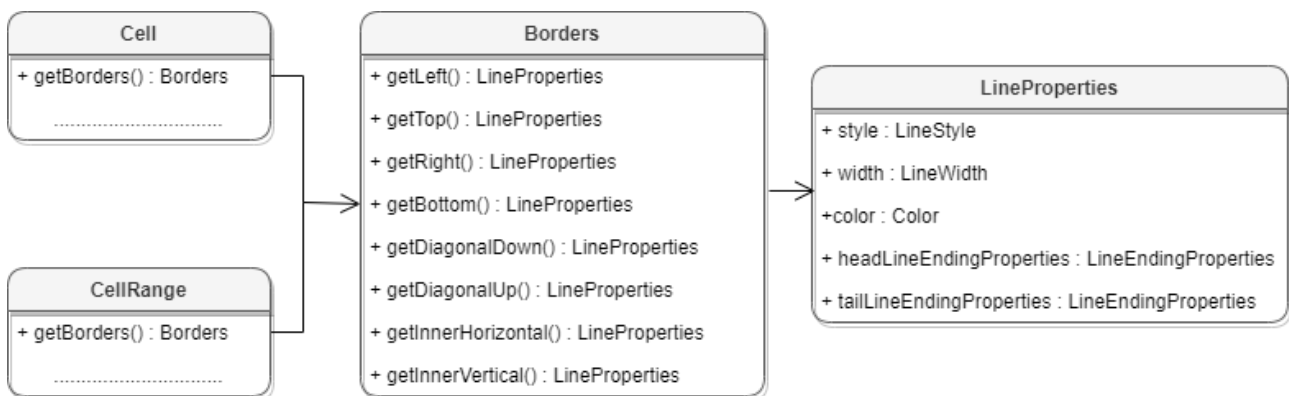 Cell
+ getBorders() : Borders
................................
CellRange
+ getBorders() : Borders
................................
Borders
+ getLeft() : LineProperties
+ getTop() : LineProperties
+ getRight() : LineProperties
+ getBottom() : LineProperties
+ getDiagonalDown() : LineProperties
+ getDiagonalUp() : LineProperties
+ getInnerHorizontal() : LineProperties
+ getInnerVertical() : LineProperties
LineProperties
+ style : LineStyle
+ width : LineWidth
+color : Color
+ headLineEndingProperties : LineEndingProperties
+ tailLineEndingProperties : LineEndingProperties